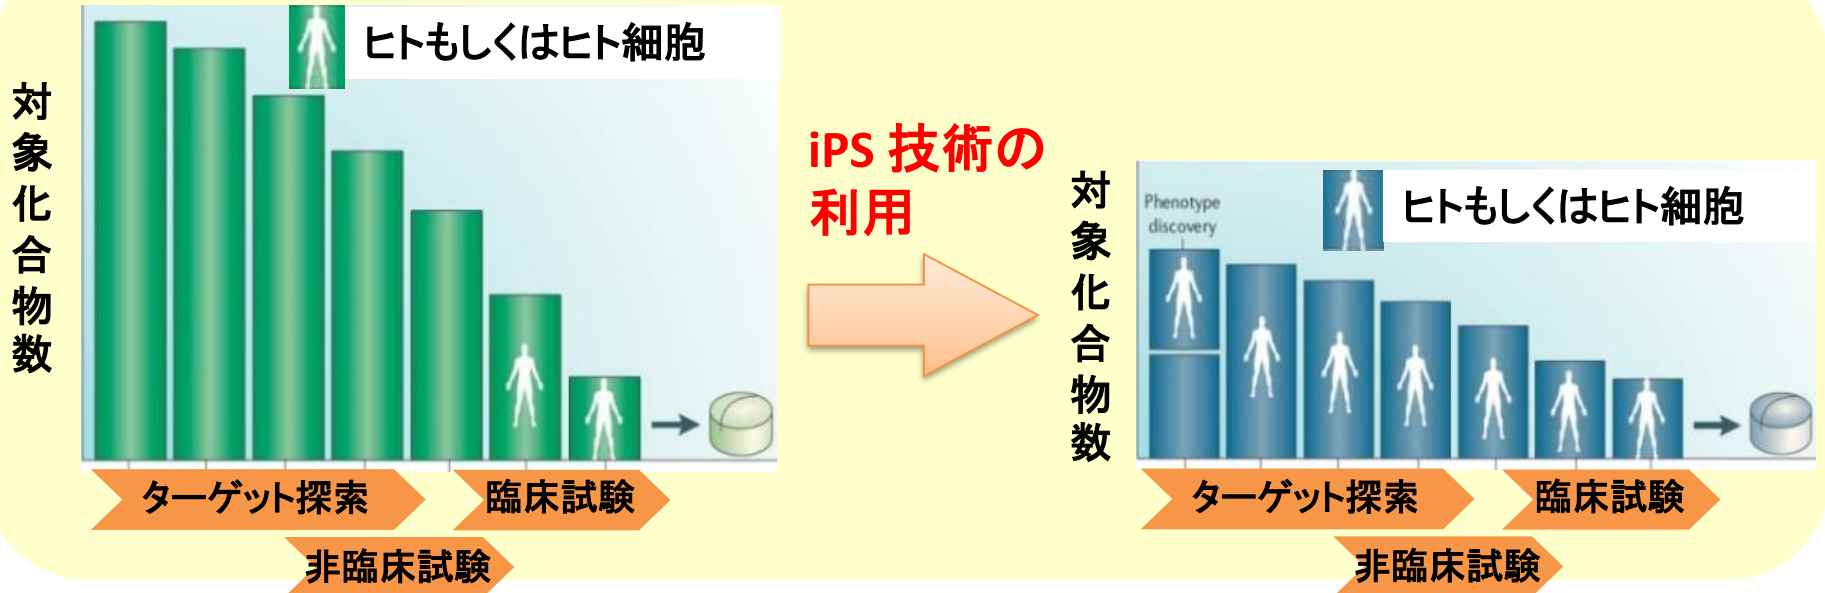 ヒトもしくはヒト細胞
対象化合物数
ターゲット探索
臨床試験
非臨床試験
iPS 技術の
利用
ヒトもしくはヒト細胞
対象化合物数
Phenotype
discovery
ターゲット探索
臨床試験
非臨床試験